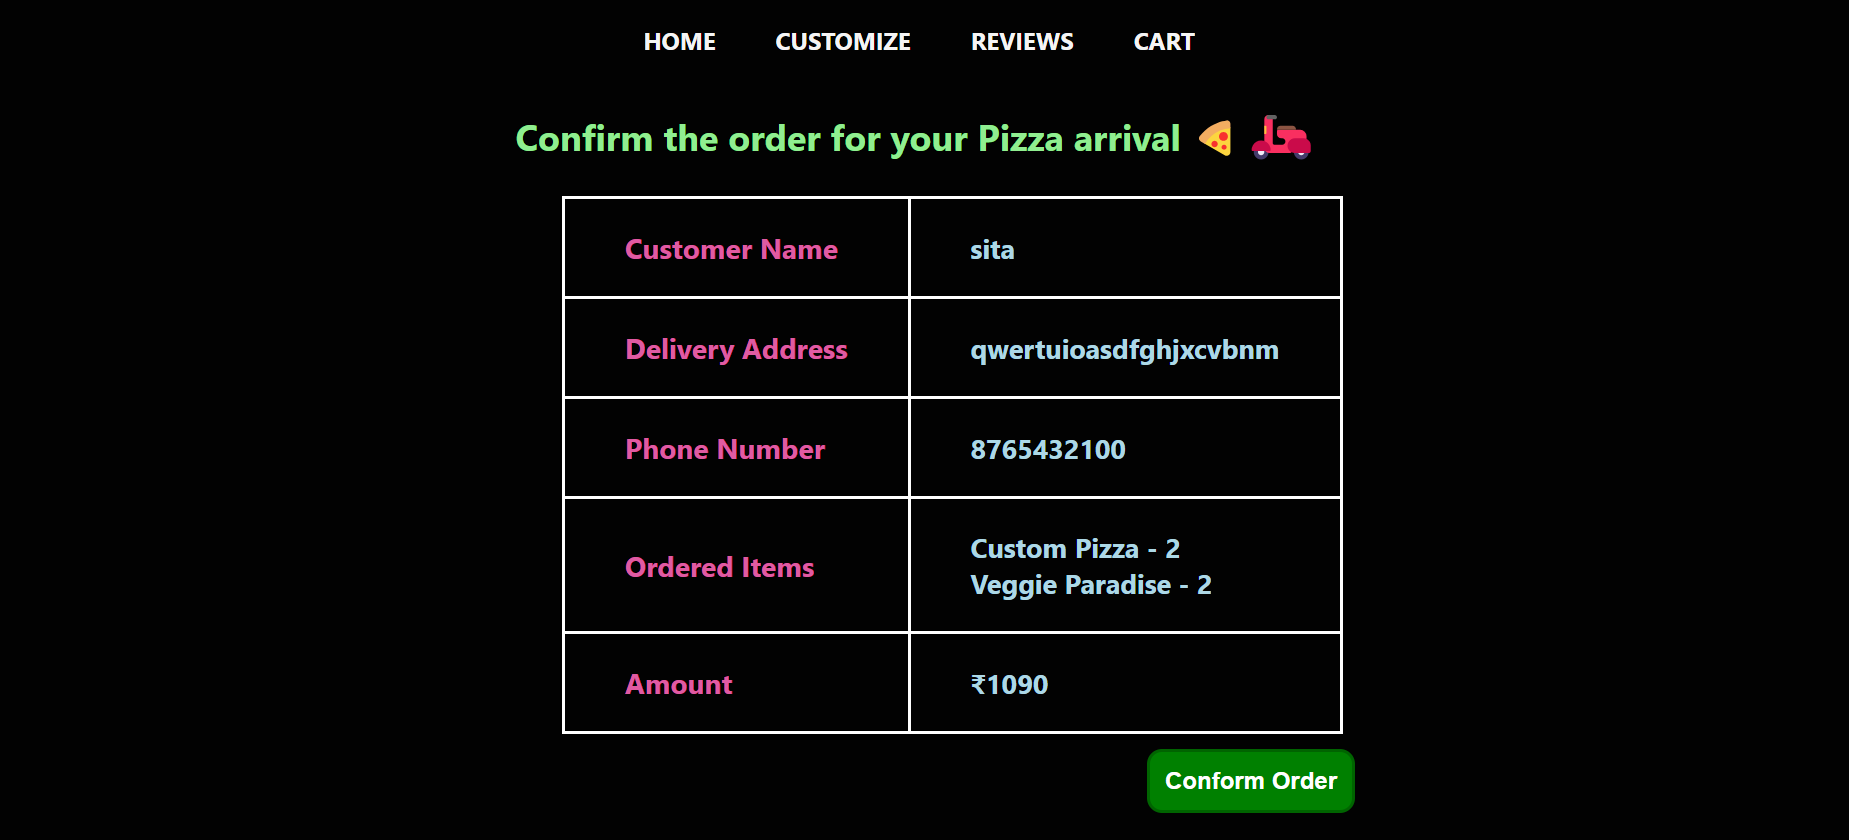 HOME CUSTOMIZE REVIEWS CART
Confirm the order for your Pizza arrival
Customer Name sita
Delivery Address qwertuioasdfghjxcvbnm
Phone Number 8765432100
Ordered Items Custom Pizza - 2
Veggie Paradise - 2
Amount ₹1090
Conform Order